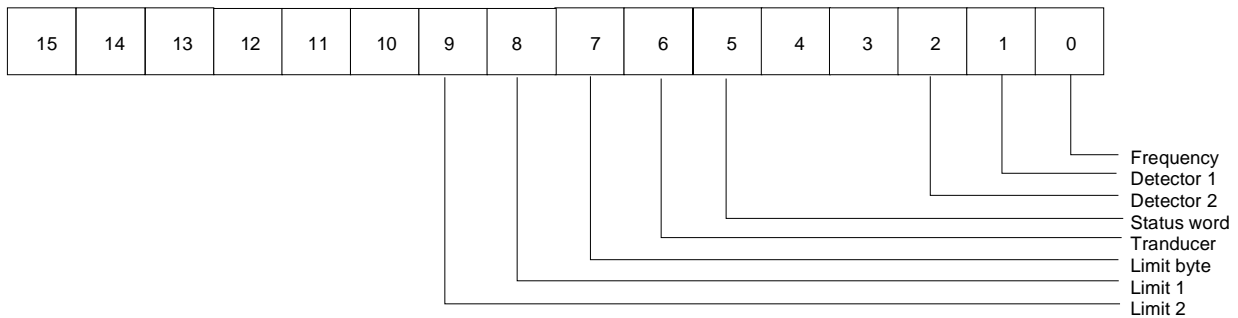 15 14 13 12 11 10 9 8 7 6 5 4 3 2 1 0
Frequency
Detector 1
Detector 2
Status word
Tranducer
Limit byte
Limit 1
Limit 2